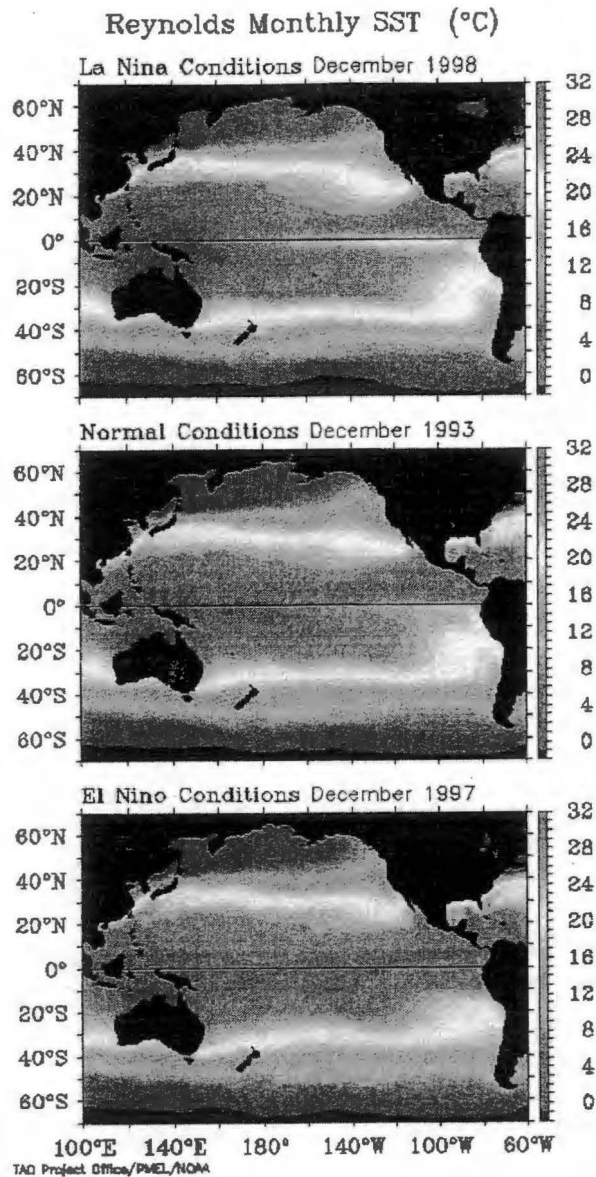 Reynolds Monthly SST (°C)
La Nina Conditions December 1998
60°N
40°N
20°N
0°
20°S
40°S
60°S
32
28
24
20
16
12
8
4
0
Normal Conditions December 1993
60°N
40°N
20°N
0°
20°S
40°S
60°S
32
28
24
20
16
12
8
4
0
El Nino Conditions December 1997
60°N
40°N
20°N
0°
20°S
40°S
60°S
32
28
24
20
16
12
8
4
0
100°E 140°E 180° 140°W 100°W 60°W
TAO Project Office/PMEL/NOAA